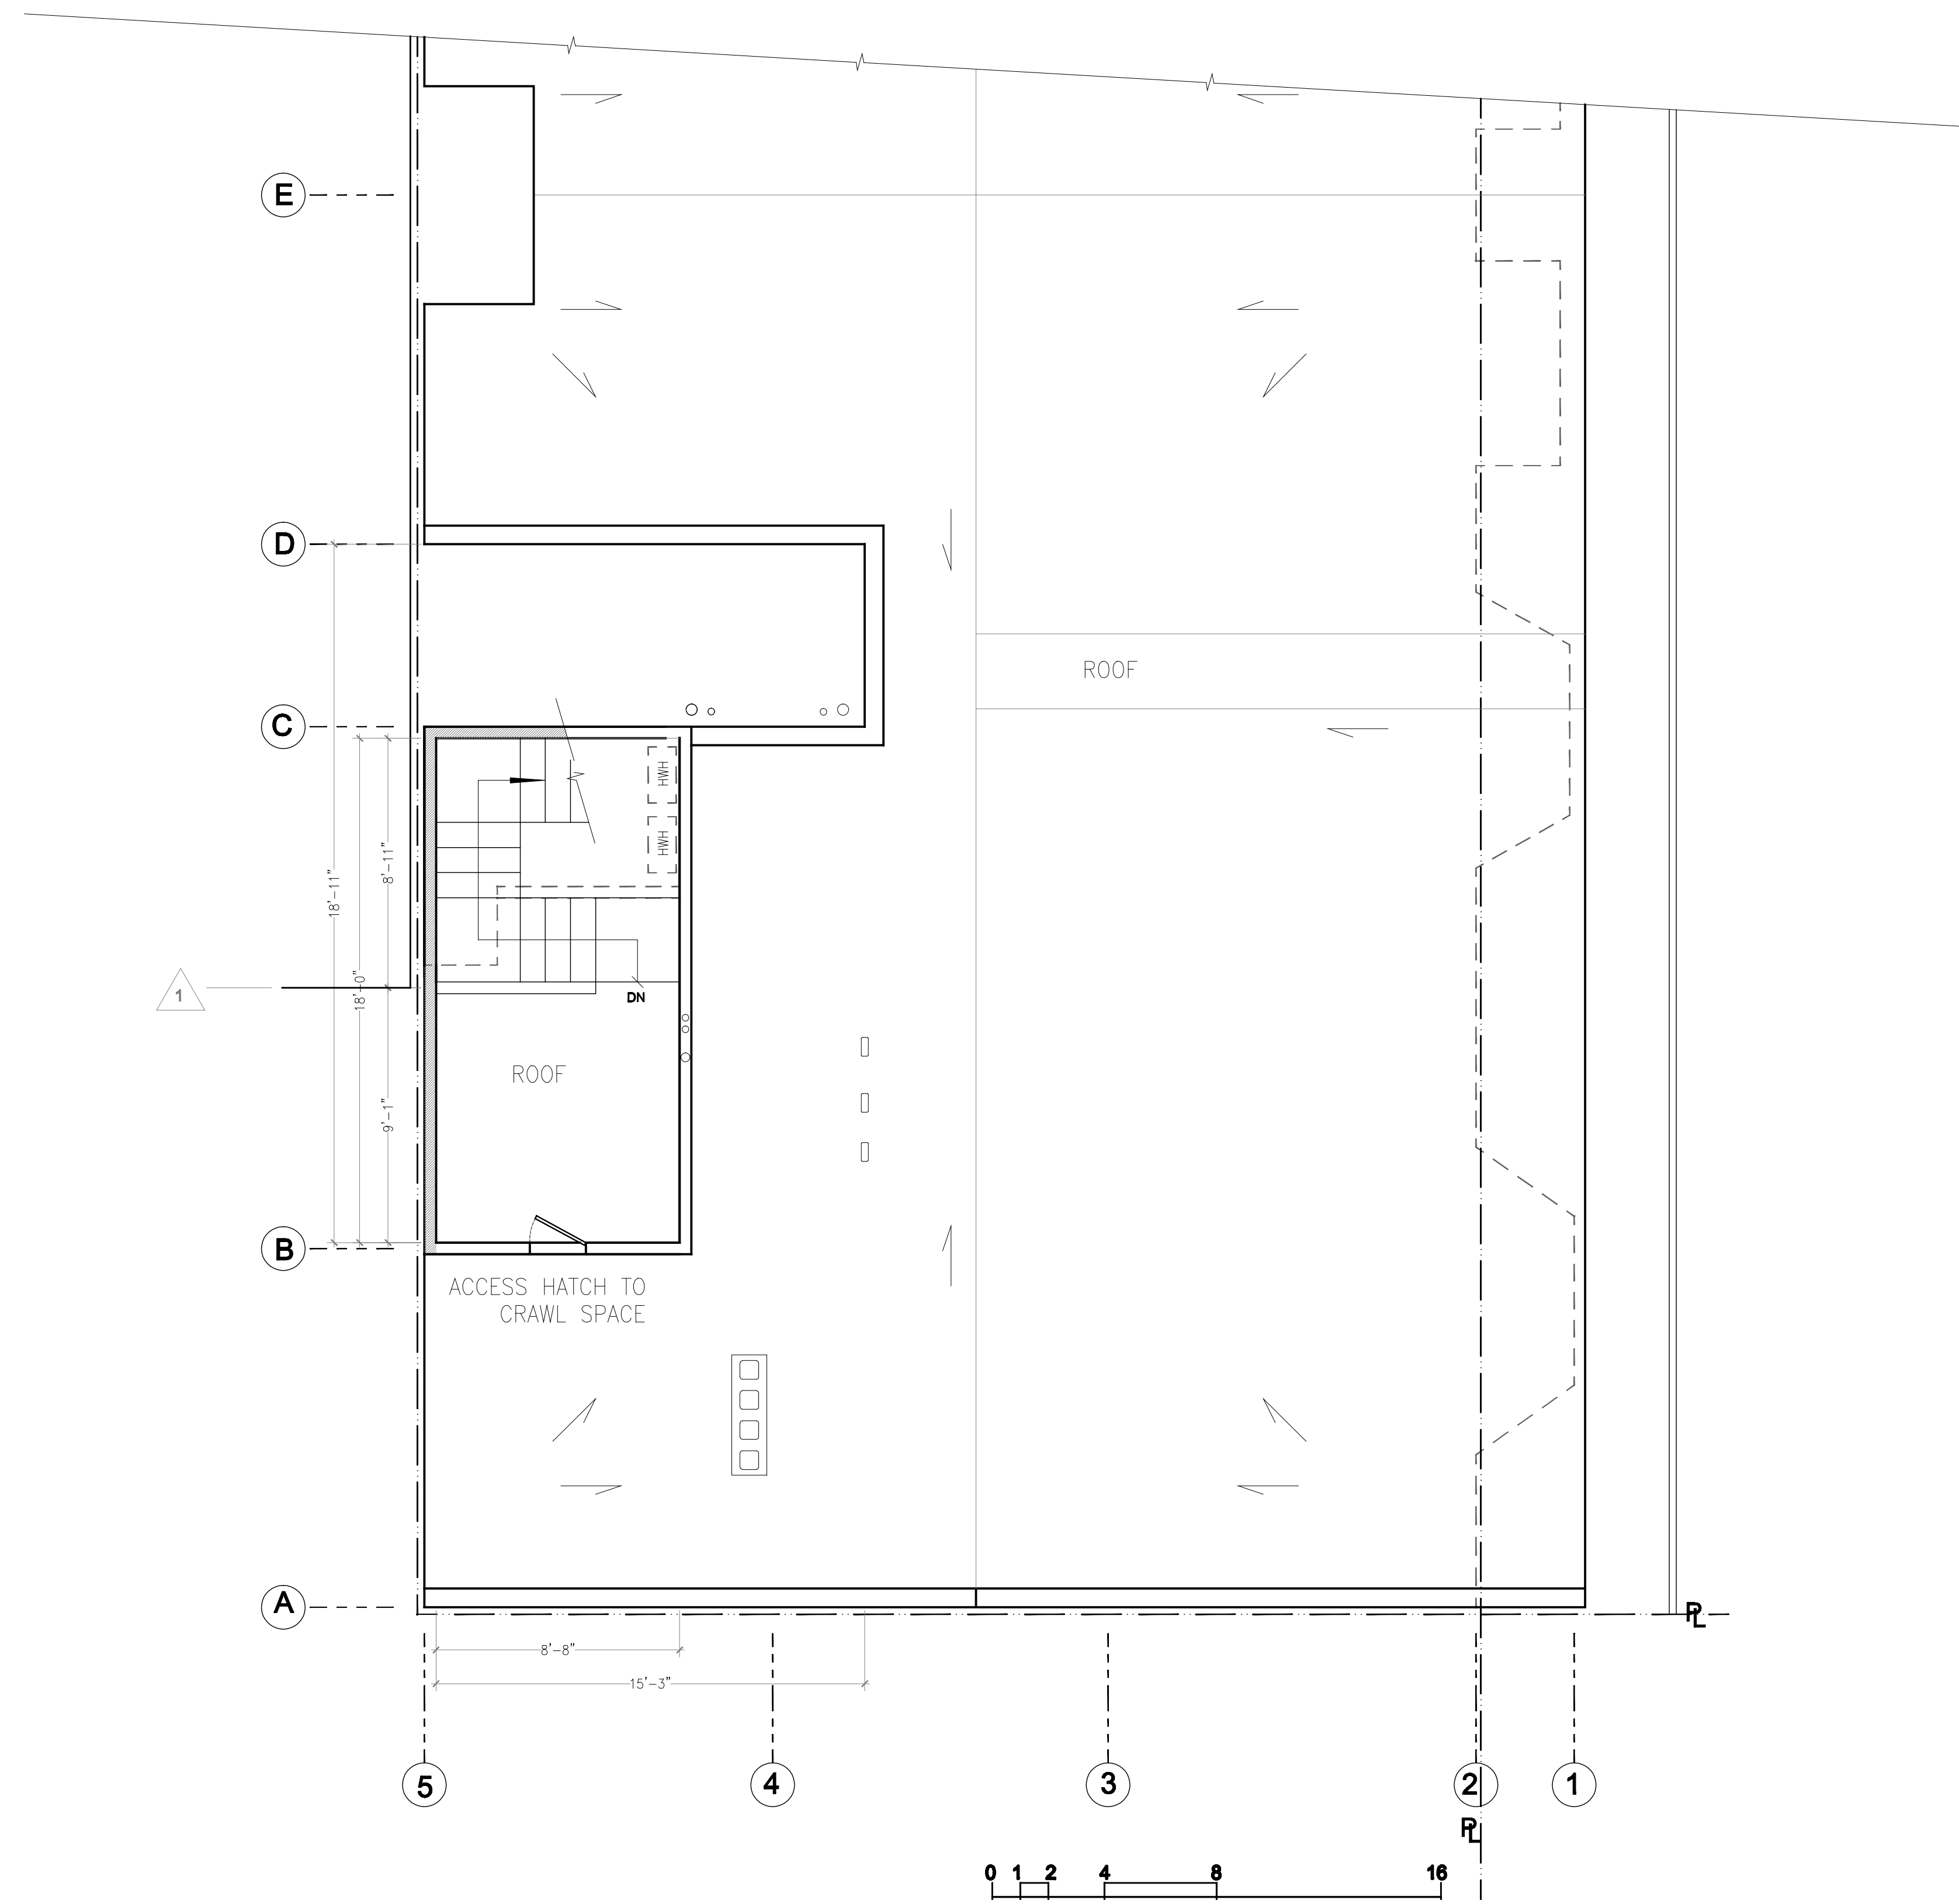 E
D
ROOF
C
HWH
HWH
8'-11"
18'-11"
18'-0"
1
DN
ROOF
9'-1"
B
ACCESS HATCH TO
CRAWL SPACE
A
PL
8'-8"
15'-3"
5 4 3 2 1
PL
0 1 2 4 8 16